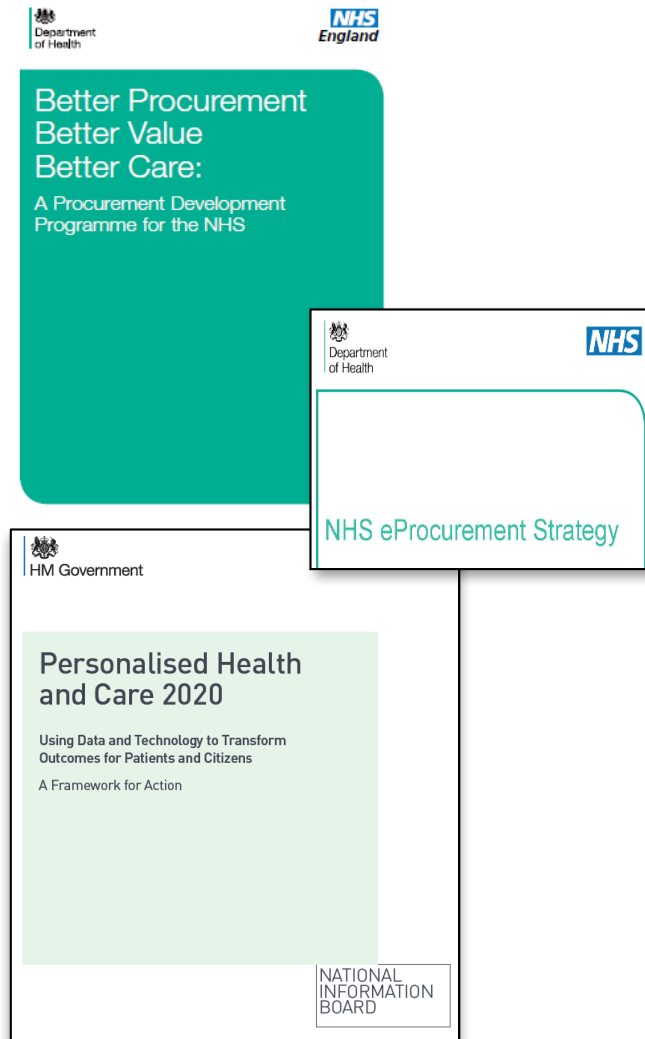 Department
of Health
NHS
England
Better Procurement
Better Value
Better Care:
A Procurement Development
Programme for the NHS
Department
of Health
NHS
NHS eProcurement Strategy
HM Government
Personalised Health
and Care 2020
Using Data and Technology to Transform
Outcomes for Patients and Citizens
A Framework for Action
NATIONAL
INFORMATION
BOARD